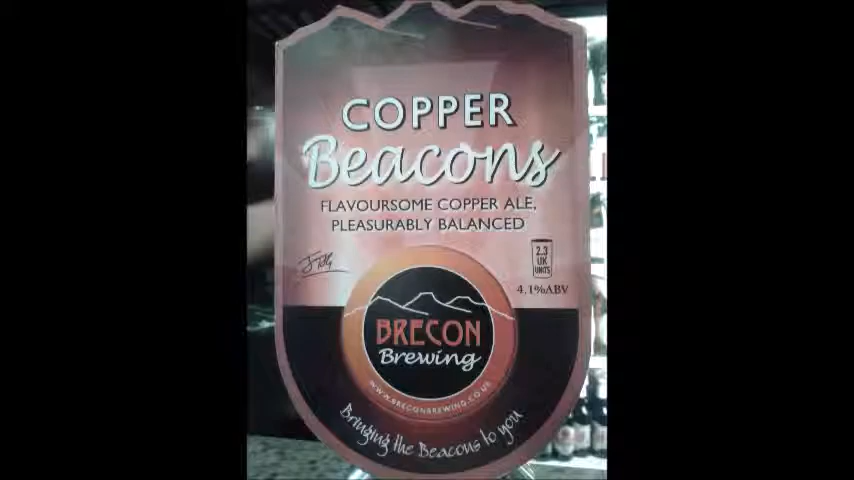 COPPER
Beacons
FLAVOURSOME COPPER ALE,
PLEASURABLY BALANCED
2.3
UK
UNITS
4.1%ABV
BRECON
Brewing
WWW.BRECONBREWING.CO.UK
Bringing the Beacons to you